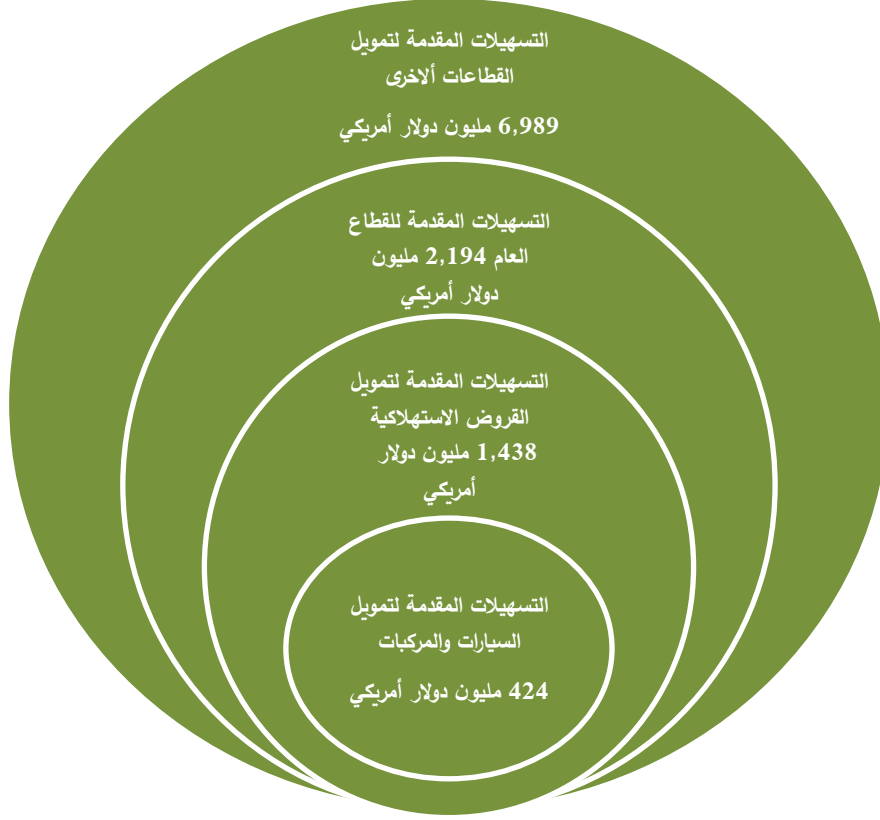 التسهيلات المقدمة لتمويل
القطاعات ألاخرى
6,989 مليون دولار أمريكي
التسهيلات المقدمة للقطاع
العام 2,194 مليون
دولار أمريكي
التسهيلات المقدمة لتمويل
القروض الاستهلاكية
1,438 مليون دولار
أمريكي
التسهيلات المقدمة لتمويل
السيارات والمركبات
424 مليون دولار أمريكي